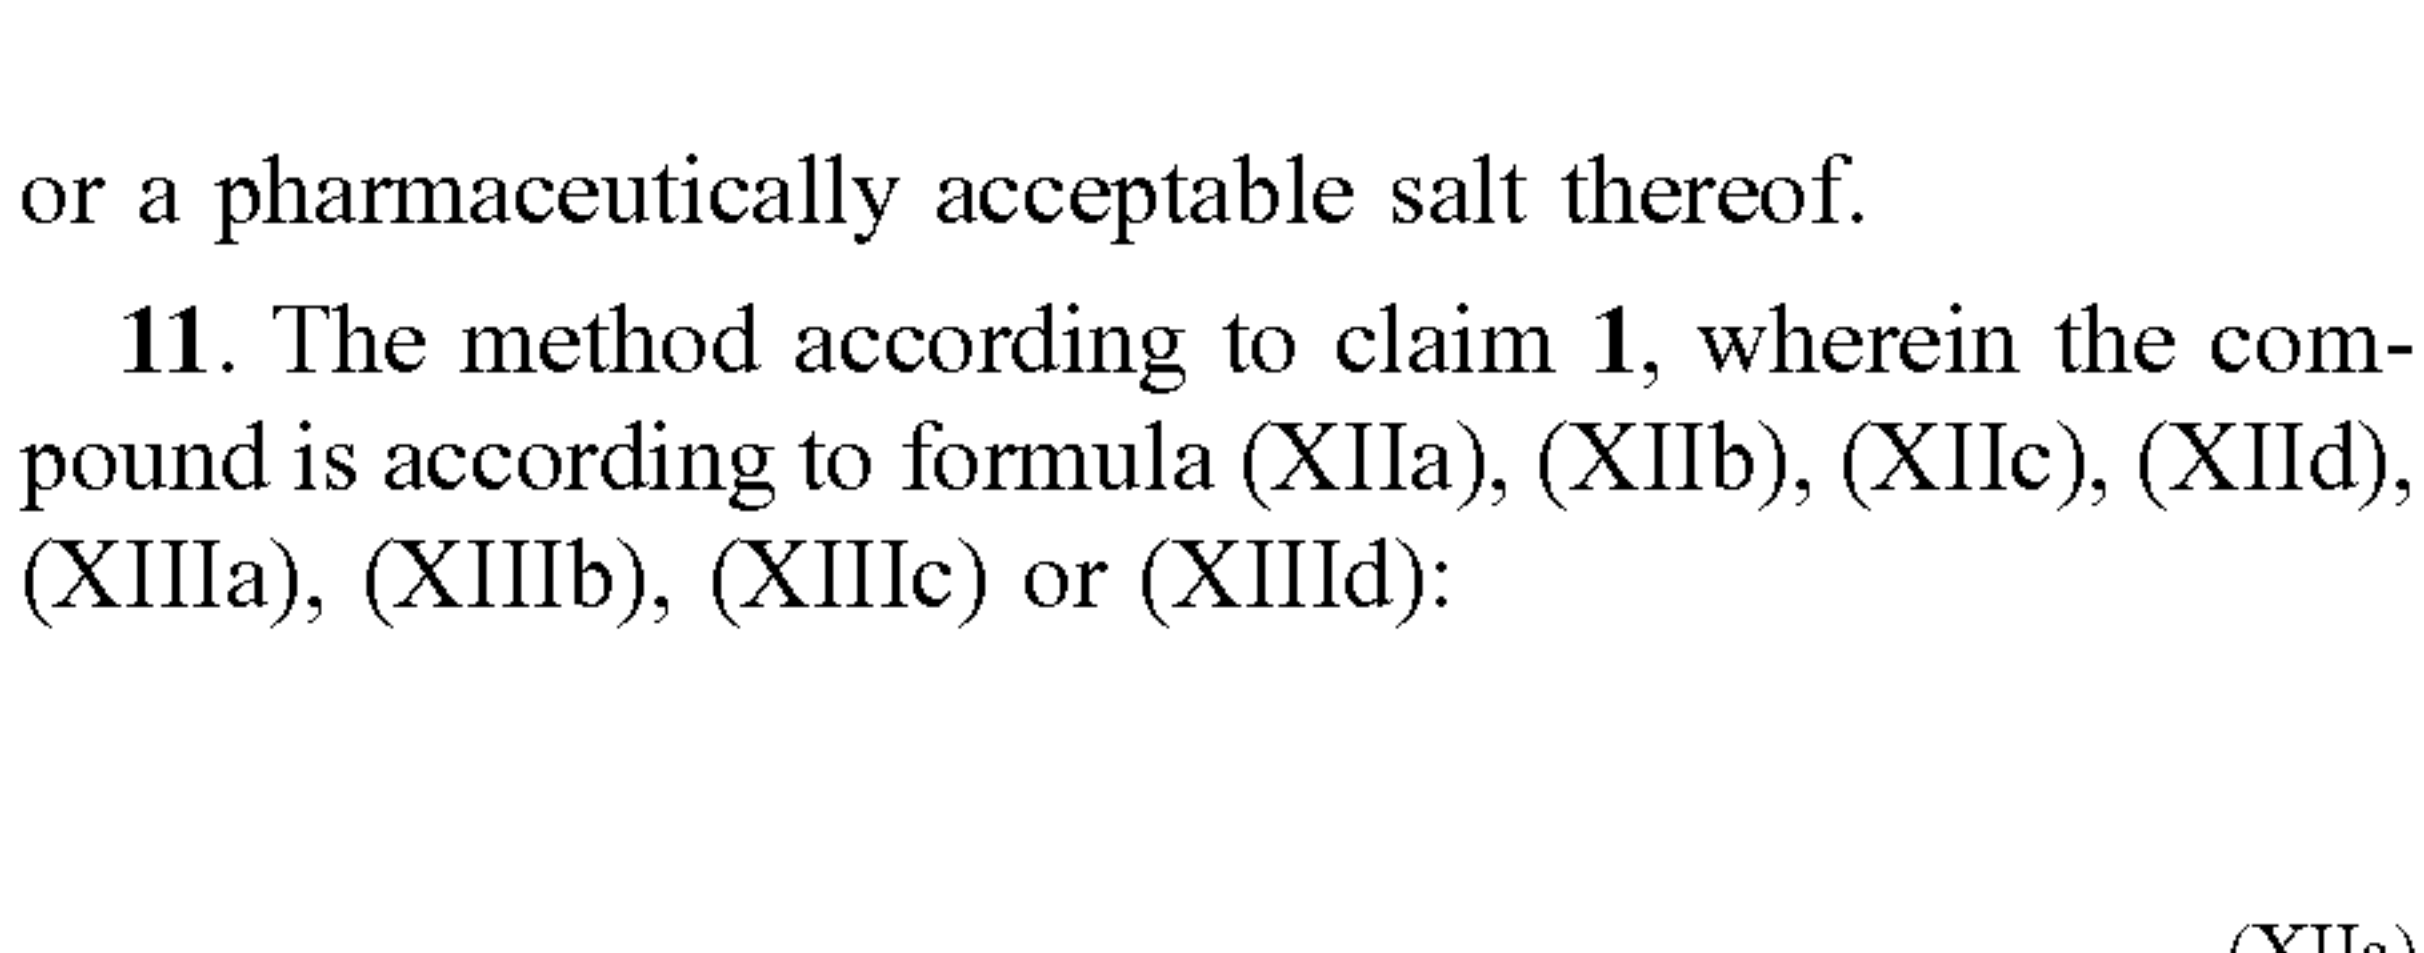 or a pharmaceutically acceptable salt thereof.
11. The method according to claim 1, wherein the com-
pound is according to formula (XIIa), (XIIb), (XIIc), (XIId),
(XIIIa), (XIIIb), (XIIIc) or (XIIId):
(XIIa)